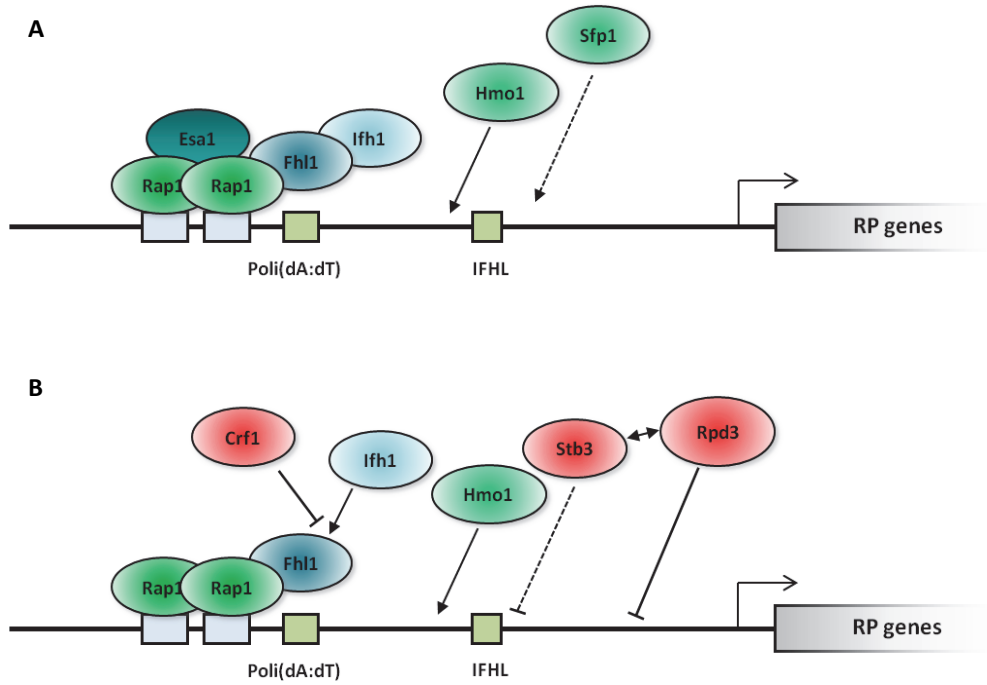 A
Sfp1
Hmo1
Esa1
Ifh1
Fhl1
Rap1
Rap1
RP genes
Poli(dA:dT)
IFHL
B
Crf1
Ifh1
Stb3
Rpd3
Hmo1
Fhl1
Rap1
Rap1
RP genes
Poli(dA:dT)
IFHL